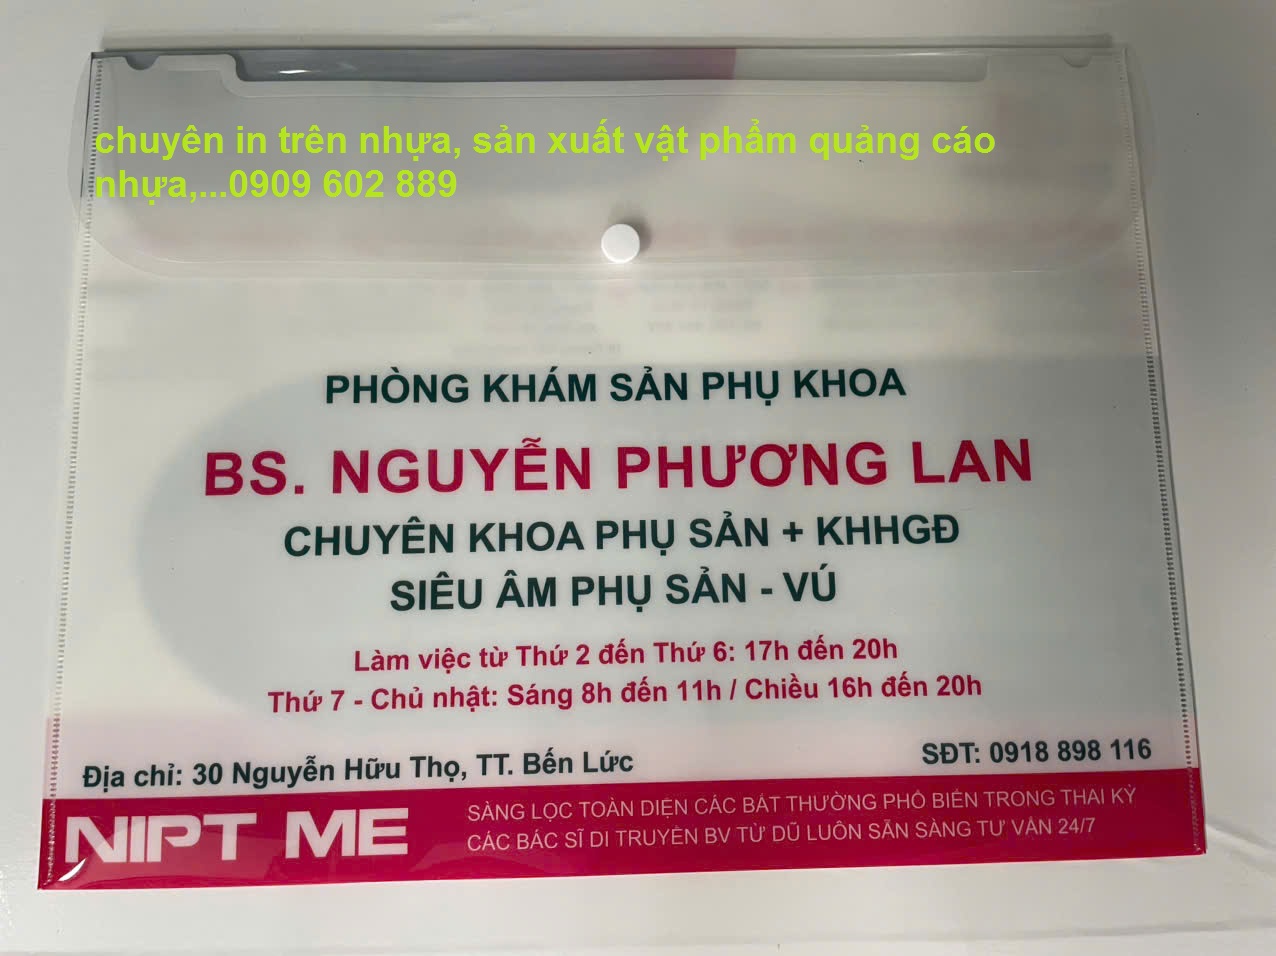 chuyên in trên nhựa, sản xuất vật phẩm quảng cáo
nhựa,...0909 602 889
PHÒNG KHÁM SẢN PHỤ KHOA
BS. NGUYỄN PHƯƠNG LAN
CHUYÊN KHOA PHỤ SẢN + KHHGĐ
SIÊU ÂM PHỤ SẢN - VÚ
Làm việc từ Thứ 2 đến Thứ 6: 17h đến 20h
Thứ 7 - Chủ nhật: Sáng 8h đến 11h / Chiều 16h đến 20h
Địa chỉ: 30 Nguyễn Hữu Thọ, TT. Bến Lức
SĐT: 0918 898 116
NIPT ME
SÀNG LỌC TOÀN DIỆN CÁC BẤT THƯỜNG PHỔ BIẾN TRONG THAI KỲ
CÁC BÁC SĨ DI TRUYỀN BV TỪ DŨ LUÔN SẴN SÀNG TƯ VẤN 24/7